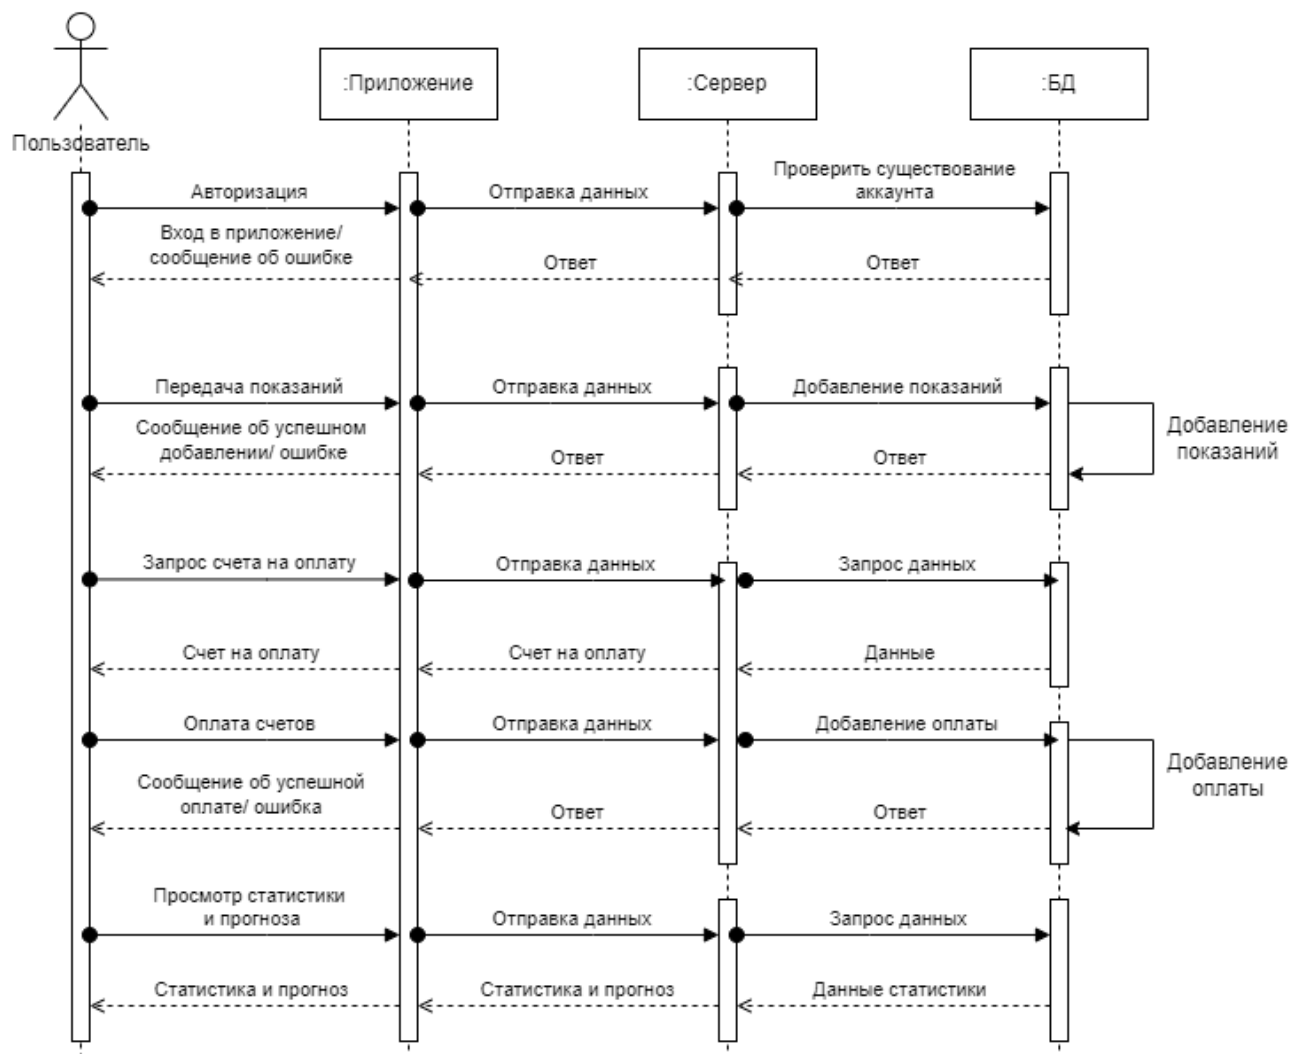 :Приложение
:Сервер
:БД
Пользователь
Авторизация
Отправка данных
Проверить существование
аккаунта
Вход в приложение/
сообщение об ошибке
Ответ
Ответ
Передача показаний
Отправка данных
Добавление показаний
Добавление
показаний
Сообщение об успешном
добавлении/ ошибке
Ответ
Ответ
Запрос счета на оплату
Отправка данных
Запрос данных
Счет на оплату
Счет на оплату
Данные
Оплата счетов
Отправка данных
Добавление оплаты
Добавление
оплаты
Сообщение об успешной
оплате/ ошибка
Ответ
Ответ
Просмотр статистики
и прогноза
Отправка данных
Запрос данных
Статистика и прогноз
Статистика и прогноз
Данные статистики